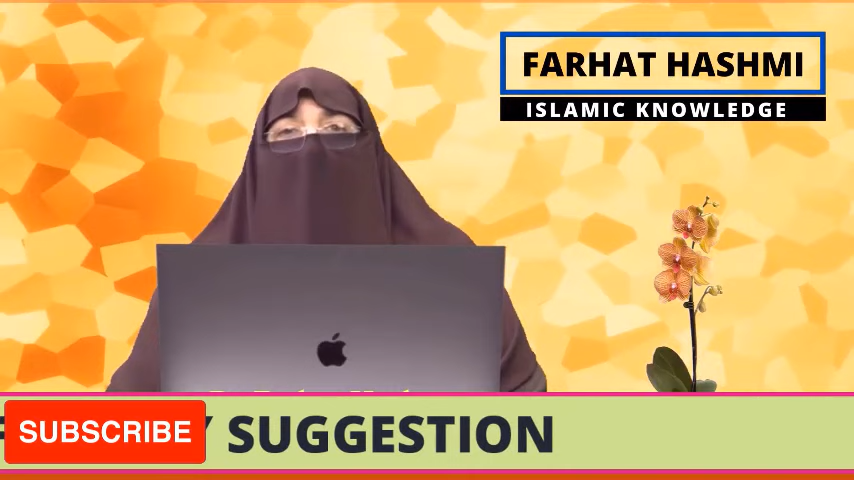 FARHAT HASHMI
ISLAMIC KNOWLEDGE
SUBSCRIBE
SUGGESTION